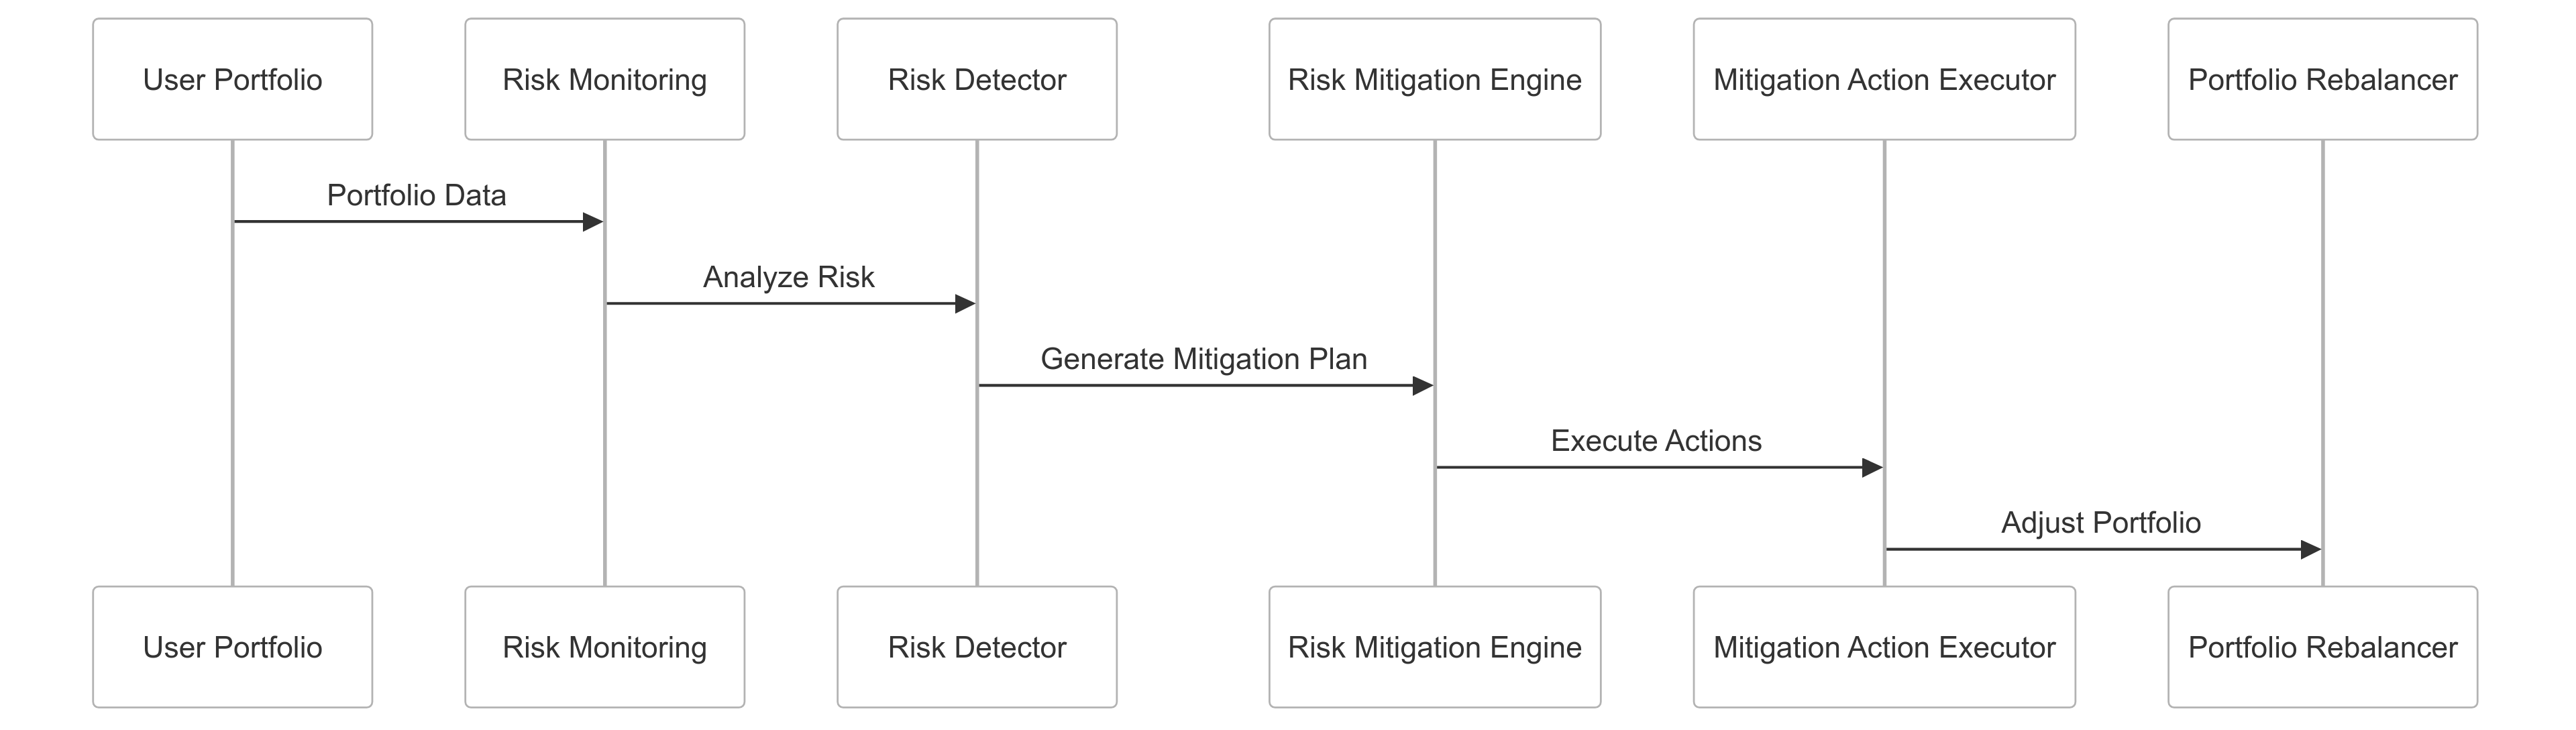 User Portfolio
Risk Monitoring
Risk Detector
Risk Mitigation Engine
Mitigation Action Executor
Portfolio Rebalancer
Portfolio Data
Analyze Risk
Generate Mitigation Plan
Execute Actions
Adjust Portfolio
User Portfolio
Risk Monitoring
Risk Detector
Risk Mitigation Engine
Mitigation Action Executor
Portfolio Rebalancer